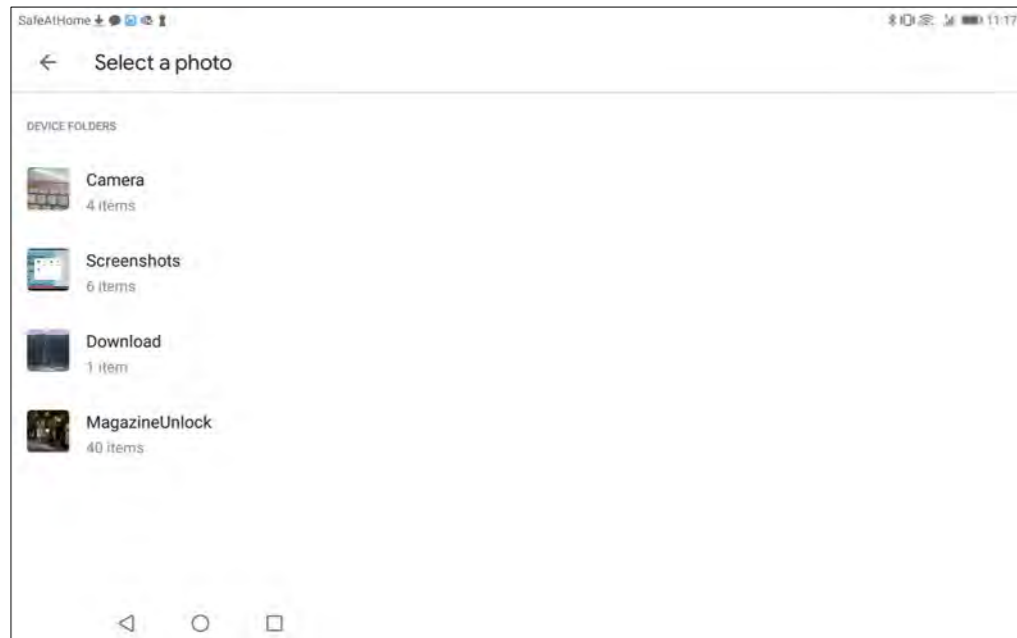 SafeAtHome
11:17
Select a photo
DEVICE FOLDERS
Camera
4 items
Screenshots
6 items
Download
1 item
MagazineUnlock
40 items